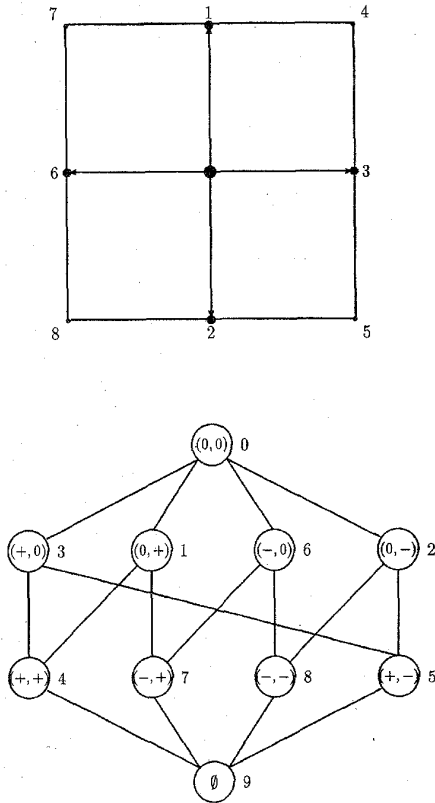 7 1 4
6 3
8 2 5
(0,0) 0
(+,0) 3 (0,+) 1 (−,0) 6 (0,−) 2
(+,+) 4 (−,+) 7 (−,−) 8 (+,−) 5
∅ 9